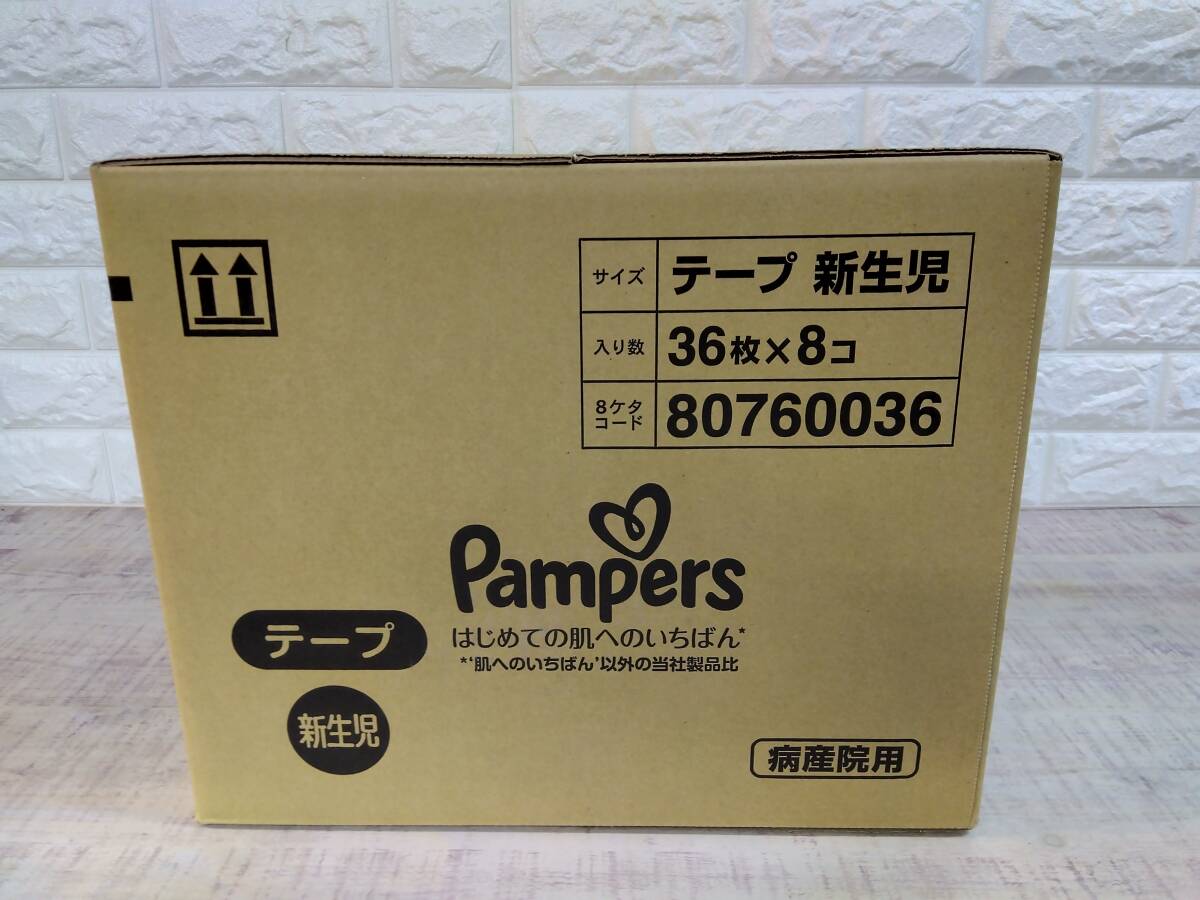 サイズ テープ 新生児
入り数 36枚×8コ
8ケタ
コード 80760036
Pampers
はじめての肌へのいちばん*
*‘肌へのいちばん’以外の当社製品比
テープ
新生児
病産院用